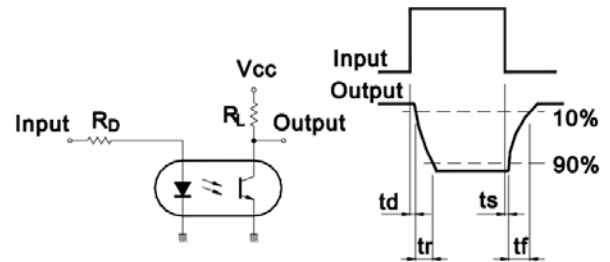 Vcc
Input
RD
RL
Output
Input
Output
10%
90%
td
ts
tr
tf